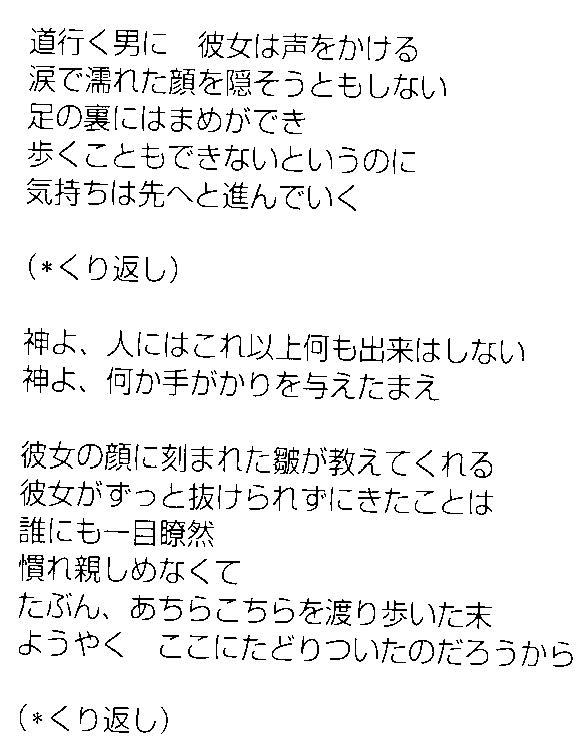 道行く男に　彼女は声をかける
涙で濡れた顔を隠そうともしない
足の裏にはまめができ
歩くこともできないというのに
気持ちは先へと進んでいく
(*くり返し)
神よ、人にはこれ以上何も出来はしない
神よ、何か手がかりを与えたまえ
彼女の顔に刻まれた皺が教えてくれる
彼女がずっと抜けられずにきたことは
誰にも一目瞭然
慣れ親しめなくて
たぶん、あちらこちらを渡り歩いた末
ようやく　ここにたどりついたのだろうから
(*くり返し)